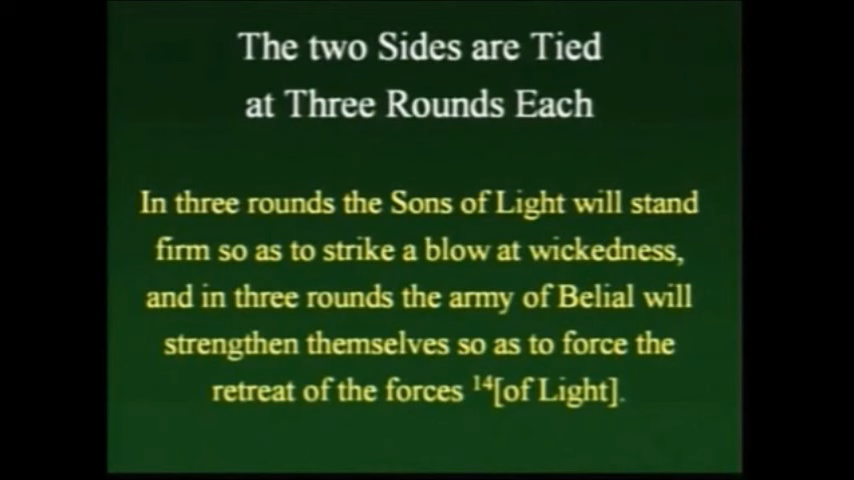 The two Sides are Tied
at Three Rounds Each
In three rounds the Sons of Light will stand
firm so as to strike a blow at wickedness,
and in three rounds the army of Belial will
strengthen themselves so as to force the
retreat of the forces ¹⁴[of Light].